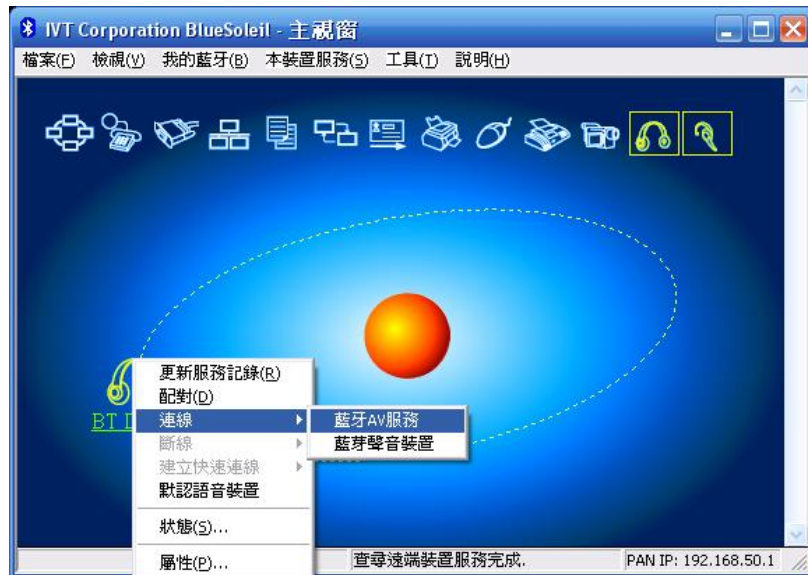 IVT Corporation BlueSoleil - 主視窗
檔案(F) 檢視(V) 我的藍牙(B) 本裝置服務(S) 工具(T) 說明(H)
BT
更新服務記錄(R)
配對(D)
連線
藍牙AV服務
斷線
藍芽聲音裝置
建立快速連線
默認語音裝置
狀態(S)...
屬性(P)...
查尋遠端裝置服務完成.
PAN IP: 192.168.50.1